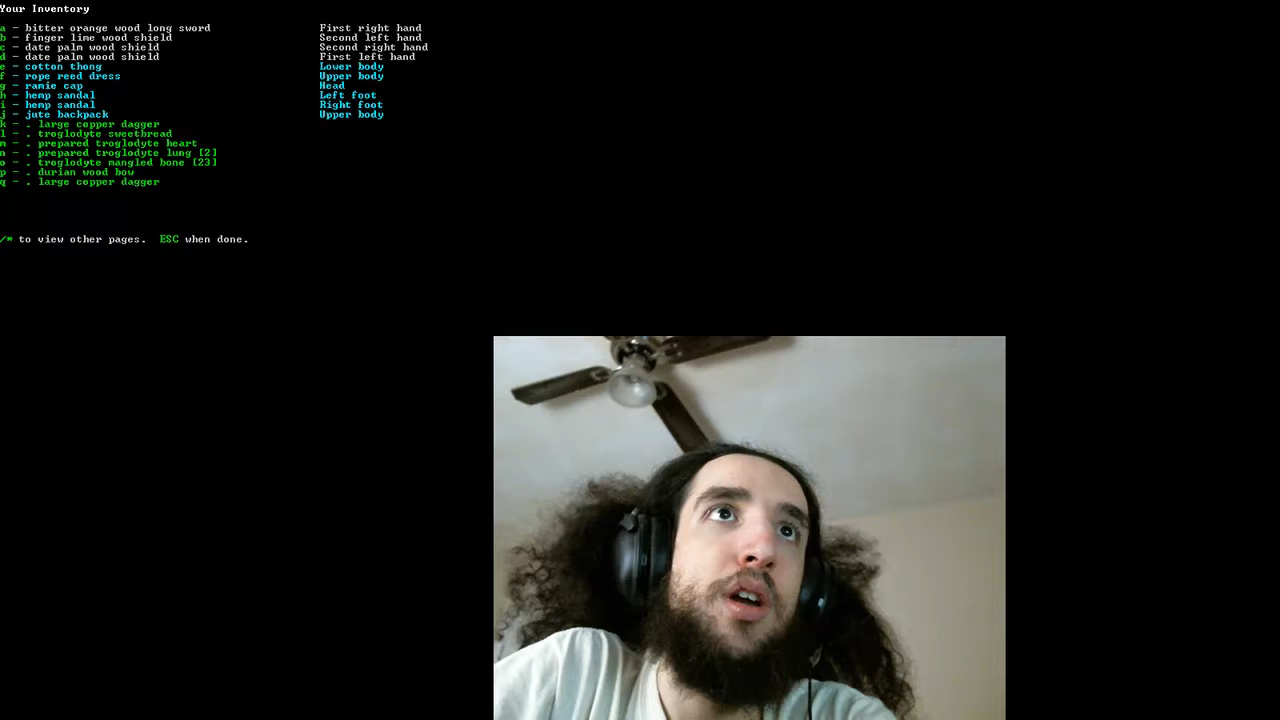 Your Inventory
a - bitter orange wood long sword First right hand
b - finger lime wood shield Second left hand
c - date palm wood shield Second right hand
d - date palm wood shield First left hand
e - cotton thong Lower body
f - rope reed dress Upper body
g - ramie cap Head
h - hemp sandal Left foot
i - hemp sandal Right foot
j - jute backpack Upper body
k - . large copper dagger
l - . troglodyte sweetbread
m - . prepared troglodyte heart
n - . prepared troglodyte lung [2]
o - . troglodyte mangled bone [23]
p - . durian wood bow
q - . large copper dagger
/* to view other pages. ESC when done.